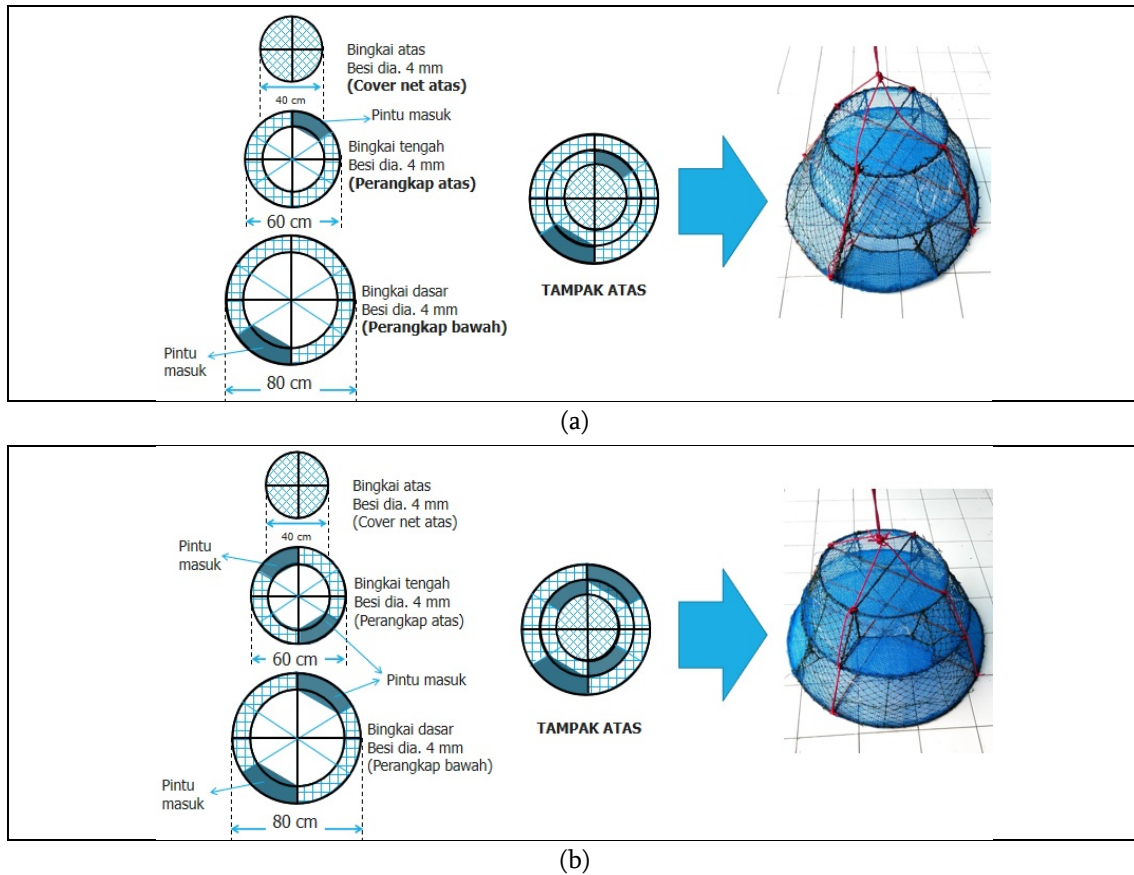 Bingkai atas
Besi dia. 4 mm
(Cover net atas)
40 cm
Pintu masuk
Bingkai tengah
Besi dia. 4 mm
(Perangkap atas)
60 cm
Bingkai dasar
Besi dia. 4 mm
(Perangkap bawah)
Pintu
masuk
80 cm
TAMPAK ATAS
(a)
Bingkai atas
Besi dia. 4 mm
(Cover net atas)
40 cm
Pintu
masuk
Bingkai tengah
Besi dia. 4 mm
(Perangkap atas)
60 cm
Pintu masuk
Bingkai dasar
Besi dia. 4 mm
(Perangkap bawah)
Pintu
masuk
80 cm
TAMPAK ATAS
(b)